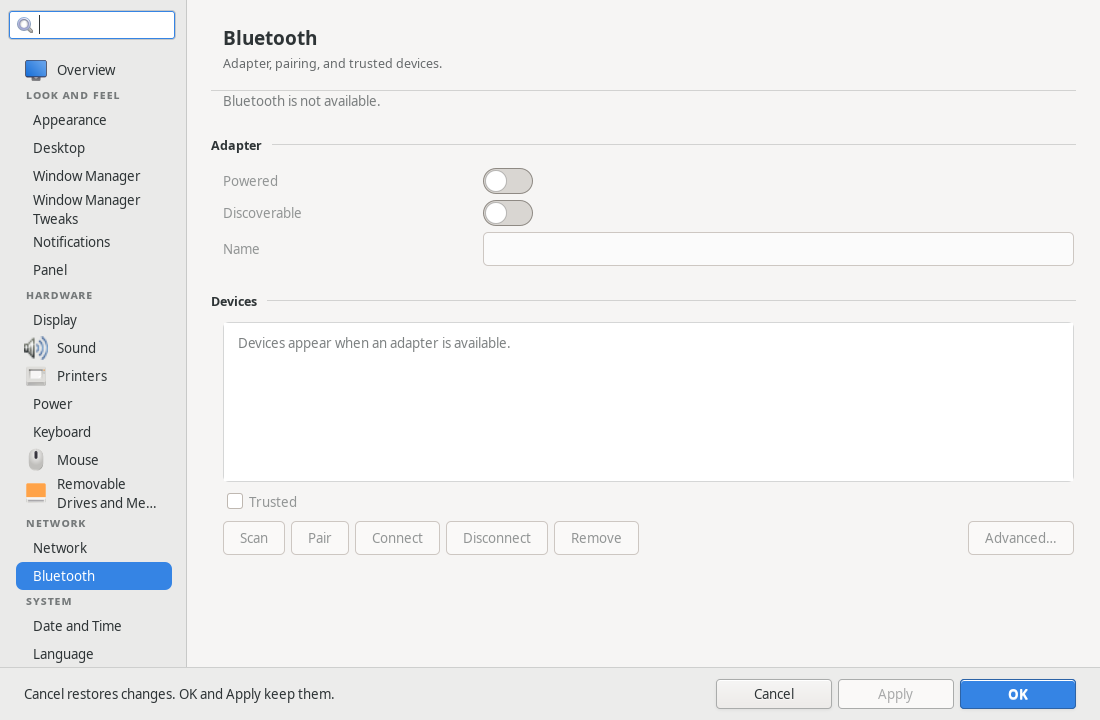 Overview
LOOK AND FEEL
Appearance
Desktop
Window Manager
Window Manager
Tweaks
Notifications
Panel
HARDWARE
Display
Sound
Printers
Power
Keyboard
Mouse
Removable
Drives and Me…
NETWORK
Network
Bluetooth
SYSTEM
Date and Time
Language
Bluetooth
Adapter, pairing, and trusted devices.
Bluetooth is not available.
Adapter
Powered
Discoverable
Name
Devices
Devices appear when an adapter is available.
Trusted
Scan Pair Connect Disconnect Remove Advanced…
Cancel restores changes. OK and Apply keep them.
Cancel Apply OK